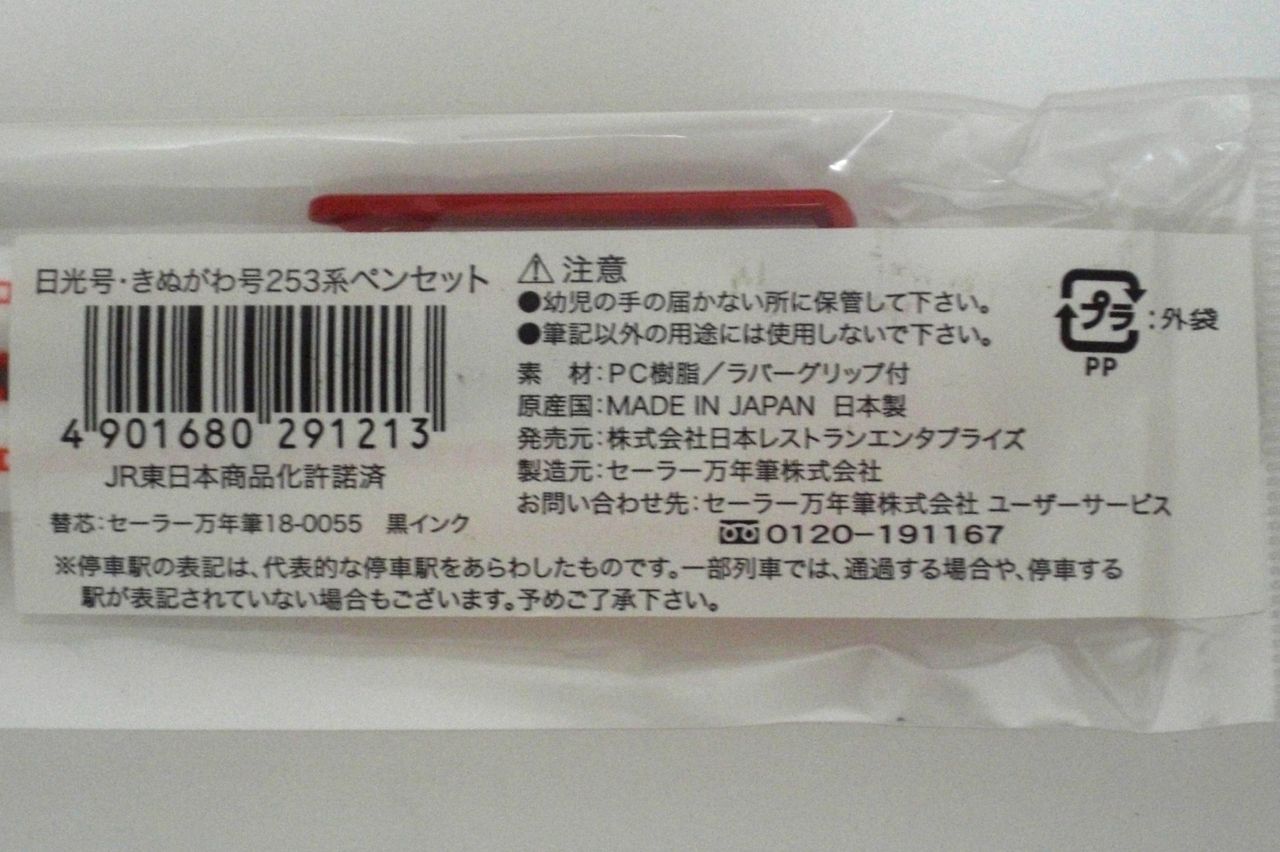 日光号・きぬがわ号253系ペンセット
4 901680 291213
JR東日本商品化許諾済
替芯：セーラー万年筆18-0055　黒インク
⚠ 注意
●幼児の手の届かない所に保管して下さい。
●筆記以外の用途には使用しないで下さい。
素　材：PC樹脂／ラバーグリップ付
原産国：MADE IN JAPAN 日本製
発売元：株式会社日本レストランエンタプライズ
製造元：セーラー万年筆株式会社
お問い合わせ先：セーラー万年筆株式会社 ユーザーサービス
0120−191167
プラ：外袋
PP
※停車駅の表記は、代表的な停車駅をあらわしたものです。一部列車では、通過する場合や、停車する
駅が表記されていない場合もございます。予めご了承下さい。